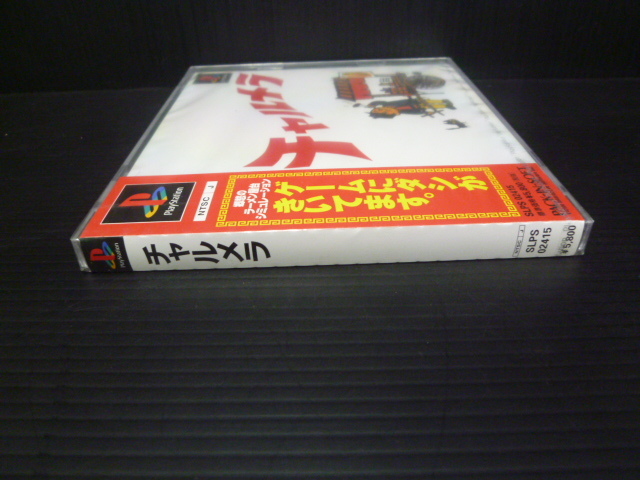 チャルメラ
PlayStation
NTSC J
ラーメン屋台
シミュレーション
ゲームにダシが
きいてます。
PlayStation
チャルメラ
SLPS
02415
¥5,800